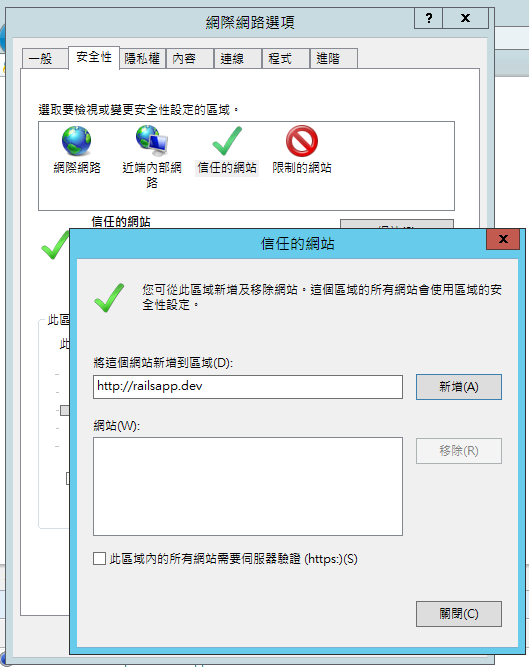 網際網路選項
?
x
一般
安全性
隱私權
內容
連線
程式
進階
選取要檢視或變更安全性設定的區域。
網際網路
近端內部網
路
信任的網站
限制的網站
信任的網站
信任的網站
x
您可從此區域新增及移除網站。這個區域的所有網站會使用區域的安
全性設定。
此區
此
將這個網站新增到區域(D):
http://railsapp.dev
新增(A)
網站(W):
移除(R)
此區域內的所有網站需要伺服器驗證 (https:)(S)
關閉(C)